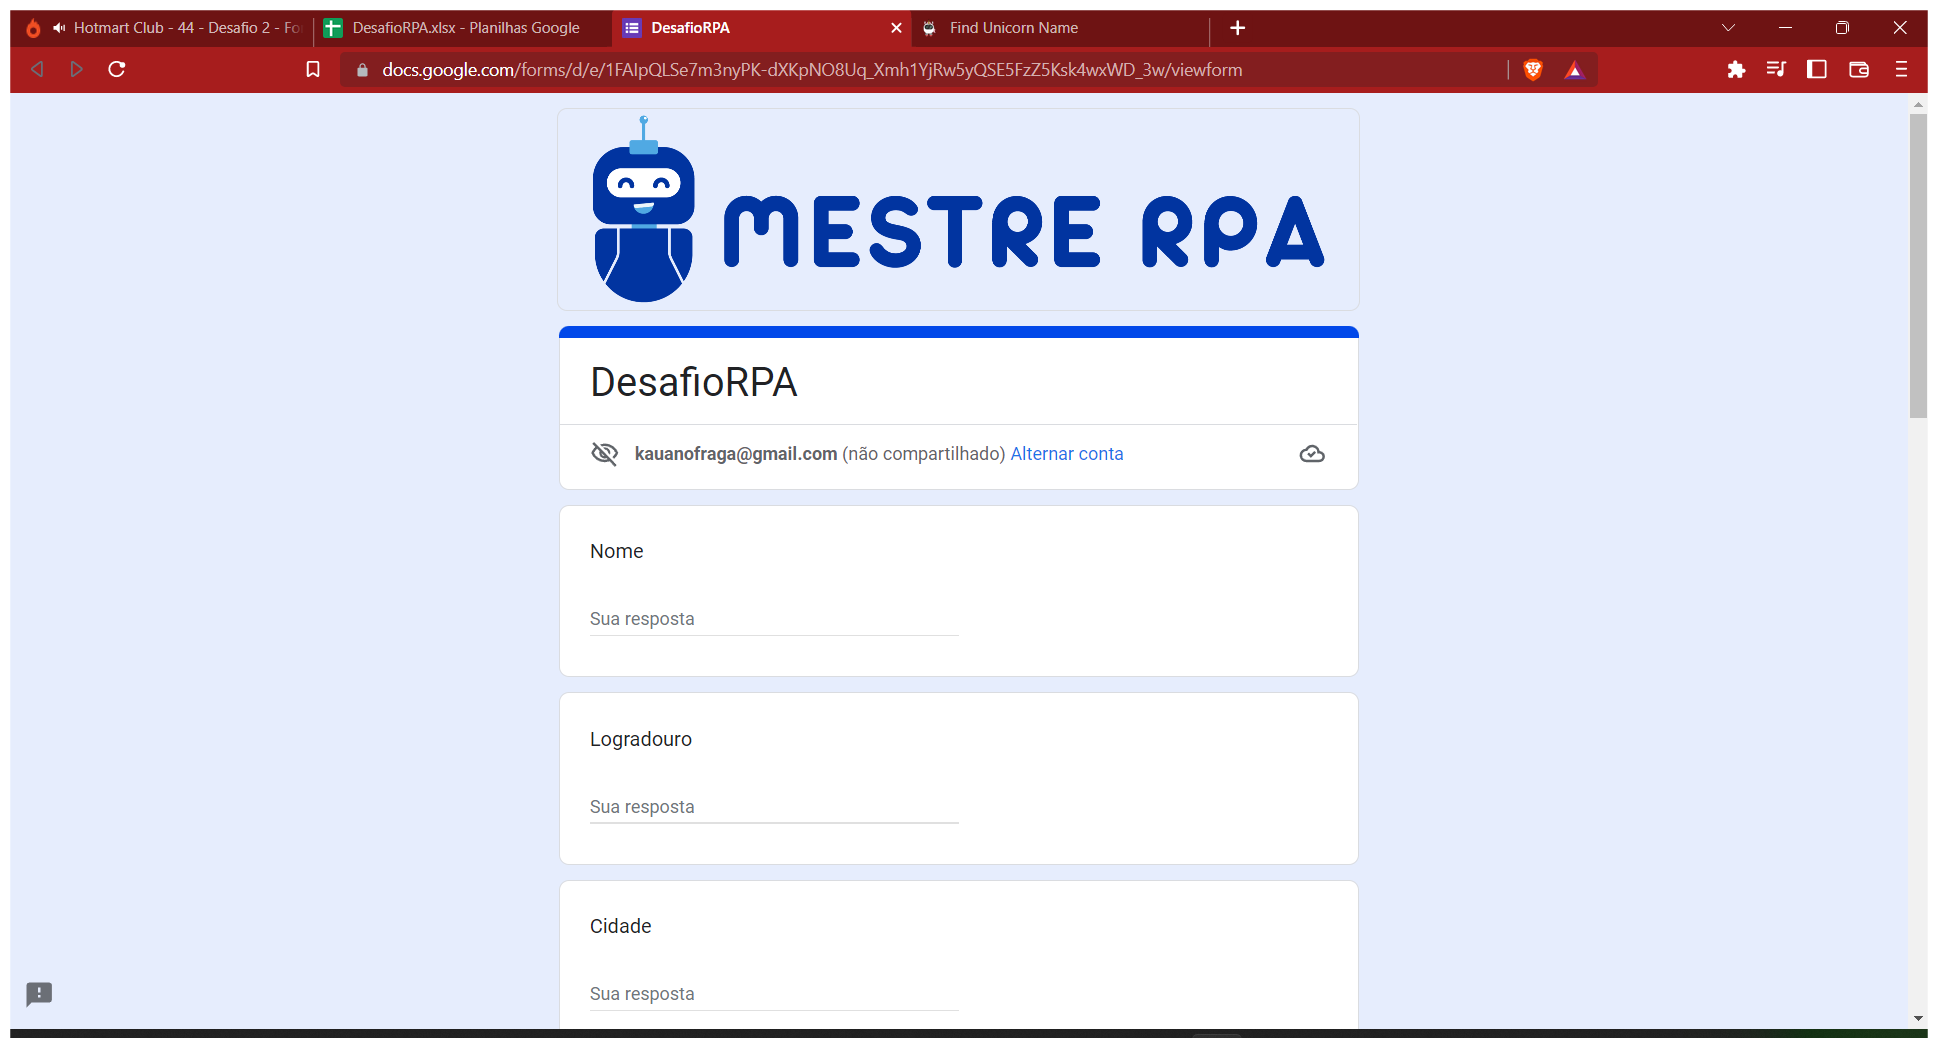 Hotmart Club - 44 - Desafio 2 - Fo
DesafioRPA.xlsx - Planilhas Google
DesafioRPA
Find Unicorn Name
docs.google.com/forms/d/e/1FAIpQLSe7m3nyPK-dXKpNO8Uq_Xmh1YjRw5yQSE5FzZ5Ksk4wxWD_3w/viewform
MESTRE RPA
DesafioRPA
kauanofraga@gmail.com (não compartilhado) Alternar conta
Nome
Sua resposta
Logradouro
Sua resposta
Cidade
Sua resposta